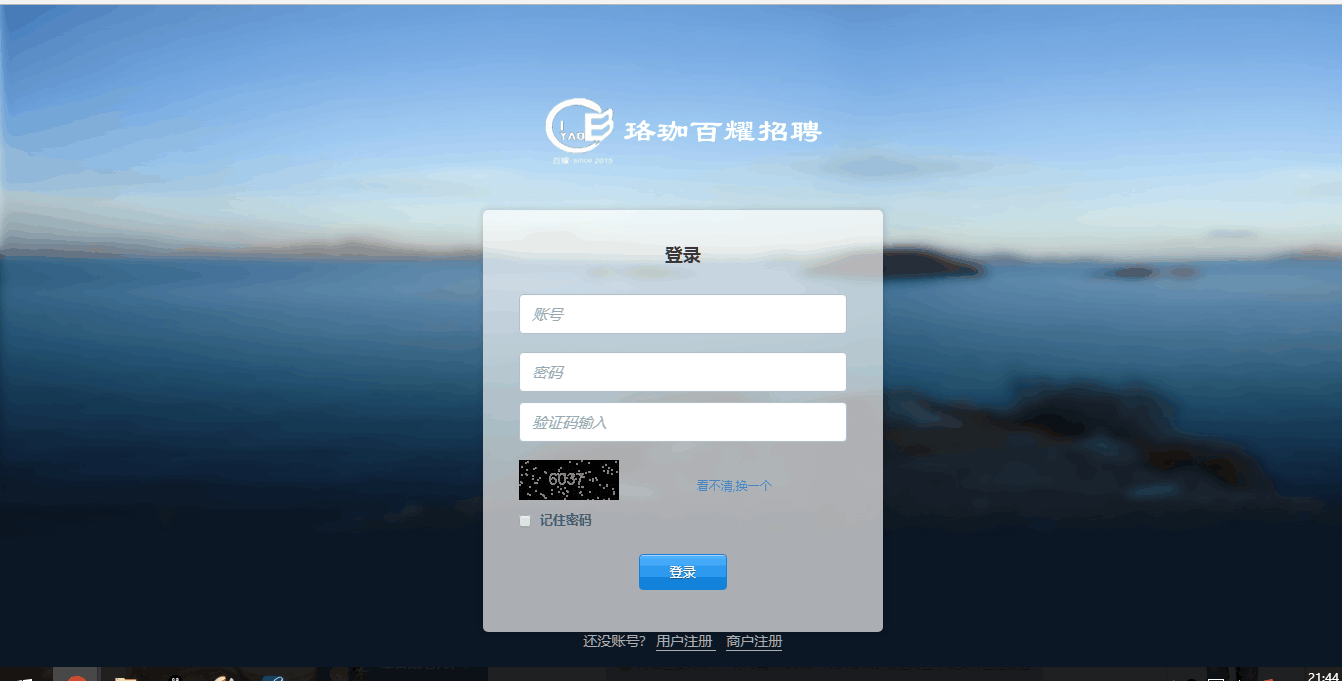 YAO
珞珈百耀招聘
百耀 since 2015
登录
账号
密码
验证码输入
6037
看不清,换一个
记住密码
登录
还没账号? 用户注册 商户注册
21:44